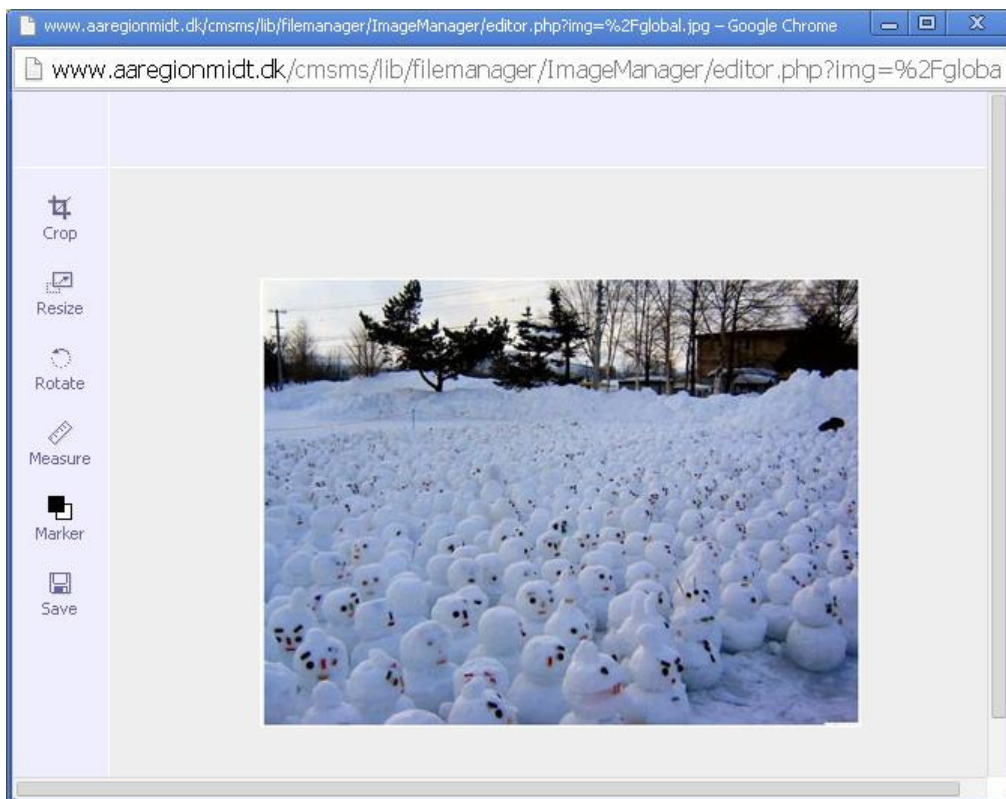 www.aaregionmidt.dk/cmsms/lib/filemanager/ImageManager/editor.php?img=%2Fglobal.jpg – Google Chrome
www.aaregionmidt.dk/cmsms/lib/filemanager/ImageManager/editor.php?img=%2Fgloba
Crop
Resize
Rotate
Measure
Marker
Save